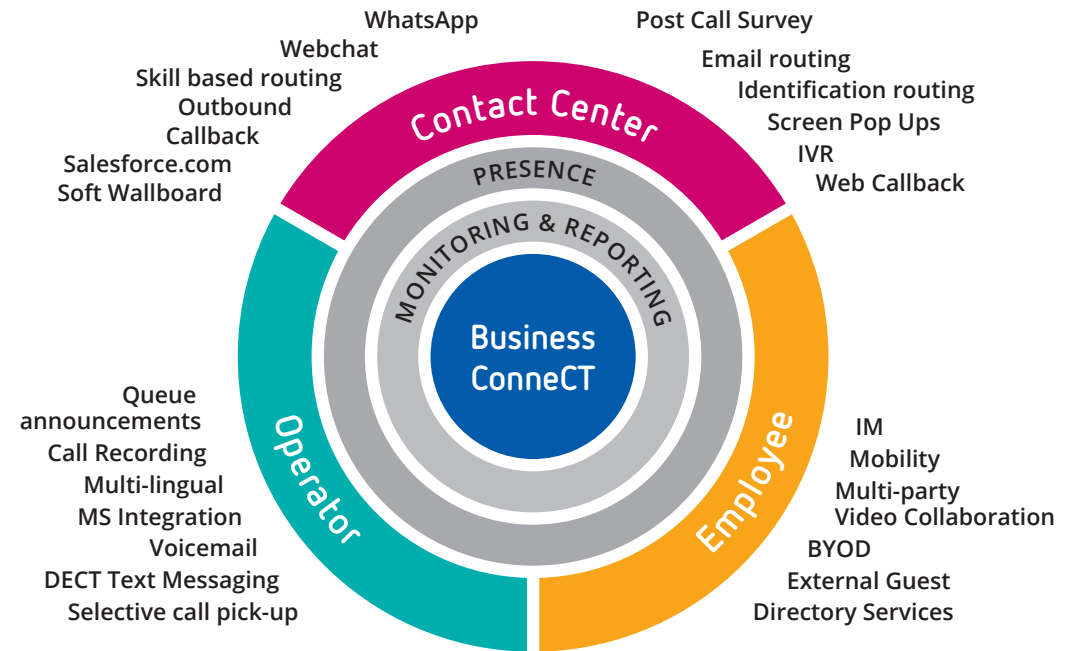 WhatsApp
Webchat
Skill based routing
Outbound
Callback
Salesforce.com
Soft Wallboard
Post Call Survey
Email routing
Identification routing
Screen Pop Ups
IVR
Web Callback
Contact Center
PRESENCE
MONITORING & REPORTING
Business
ConneCT
Operator
Employee
Queue
announcements
Call Recording
Multi-lingual
MS Integration
Voicemail
DECT Text Messaging
Selective call pick-up
IM
Mobility
Multi-party
Video Collaboration
BYOD
External Guest
Directory Services